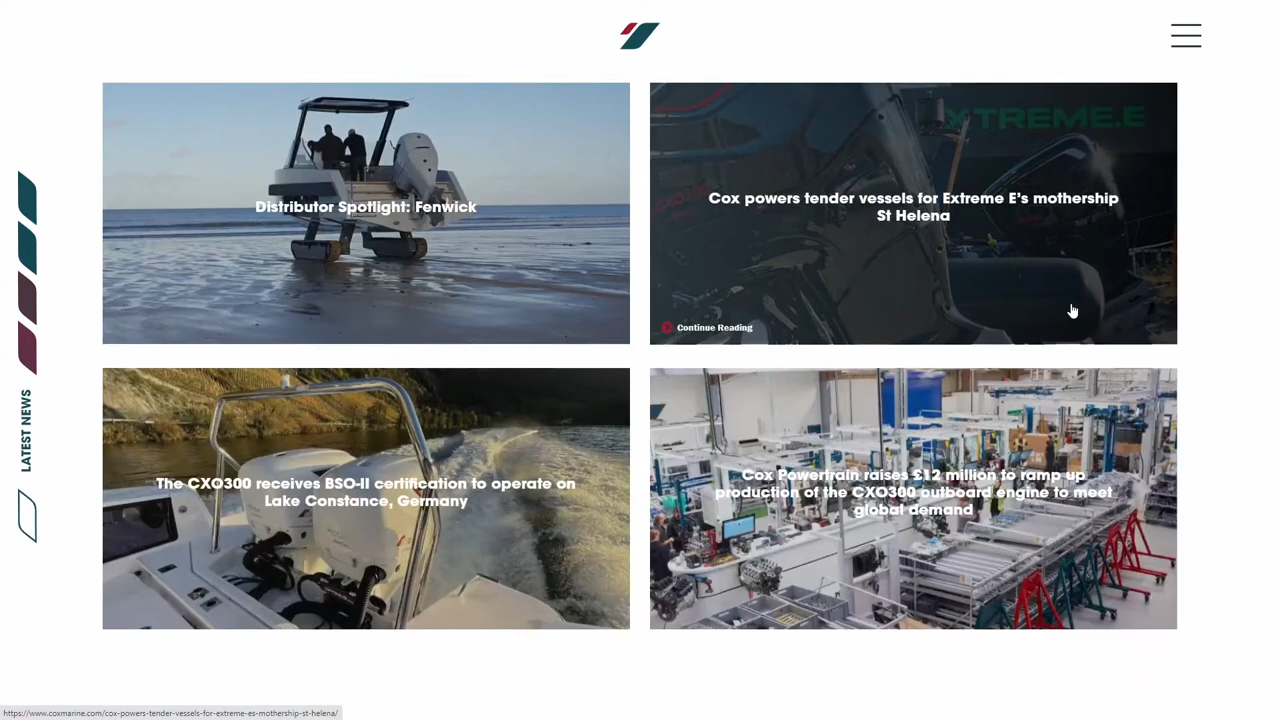 Distributor Spotlight: Fenwick
XTREME.E
Cox powers tender vessels for Extreme E's mothership
St Helena
Continue Reading
LATEST NEWS
The CXO300 receives BSO-II certification to operate on
Lake Constance, Germany
Cox Powertrain raises £12 million to ramp up
production of the CXO300 outboard engine to meet
global demand
https://www.coxmarine.com/cox-powers-tender-vessels-for-extreme-es-mothership-st-helena/